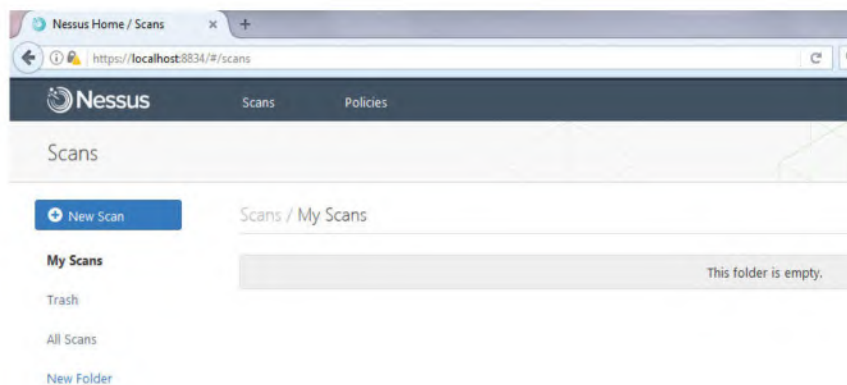 Nessus Home / Scans × +
https://localhost:8834/#/scans
Nessus Scans Policies
Scans
New Scan Scans / My Scans
My Scans
This folder is empty.
Trash
All Scans
New Folder